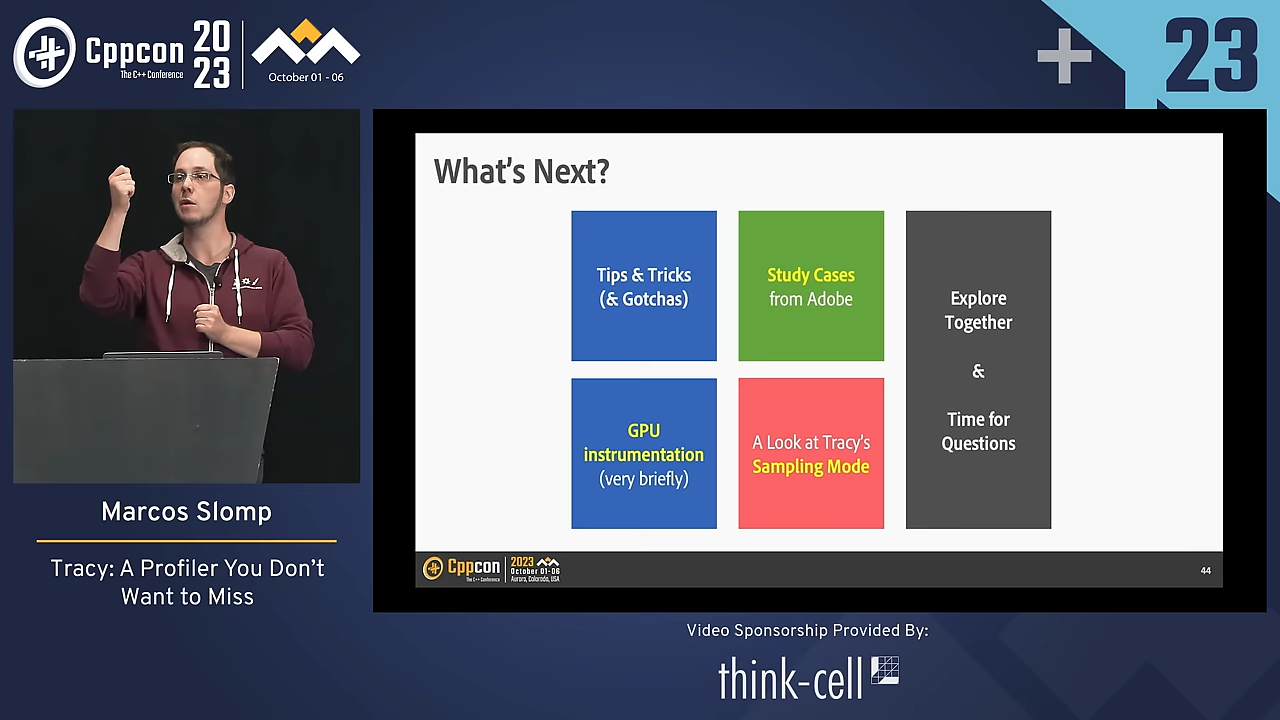 Cppcon
The C++ Conference
20
23
October 01 - 06
23
What's Next?
Tips & Tricks
(& Gotchas)
Study Cases
from Adobe
GPU
instrumentation
(very briefly)
A Look at Tracy's
Sampling Mode
Explore
Together
&
Time for
Questions
Cppcon
The C++ Conference
2023
October 01-06
Aurora, Colorado, USA
44
Marcos Slomp
Tracy: A Profiler You Don't
Want to Miss
Video Sponsorship Provided By:
think-cell